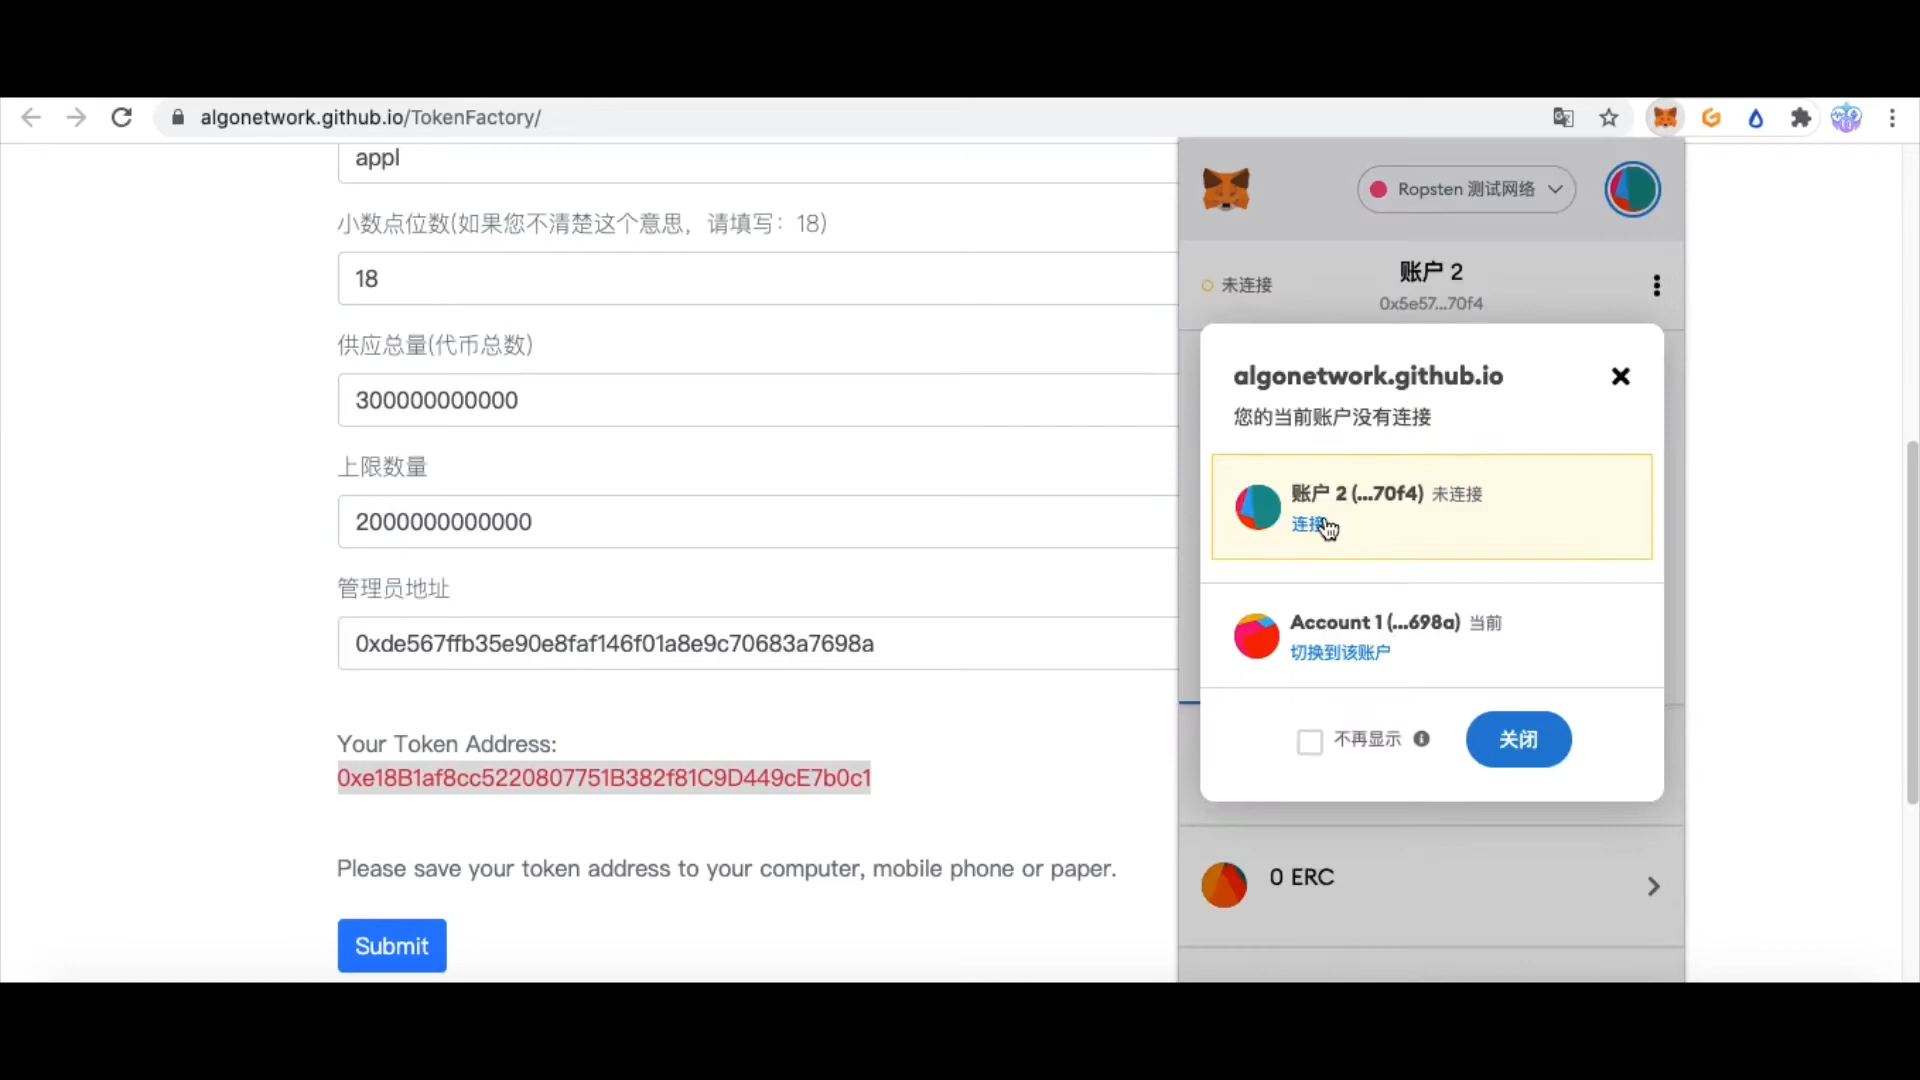 algonetwork.github.io/TokenFactory/
appl
小数点位数(如果您不清楚这个意思，请填写：18)
18
供应总量(代币总数)
300000000000
上限数量
2000000000000
管理员地址
0xde567ffb35e90e8faf146f01a8e9c70683a7698a
Your Token Address:
0xe18B1af8cc5220807751B382f81C9D449cE7b0c1
Please save your token address to your computer, mobile phone or paper.
Submit
Ropsten 测试网络
未连接
账户 2
0x5e57...70f4
algonetwork.github.io
您的当前账户没有连接
账户 2 (...70f4) 未连接
连接
Account 1 (...698a) 当前
切换到该账户
不再显示
关闭
0 ERC